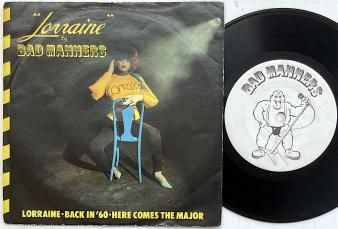 "Lorraine"
by
BAD MANNERS
Lorraine
LORRAINE·BACK IN '60·HERE COMES THE MAJOR
BAD MANNERS